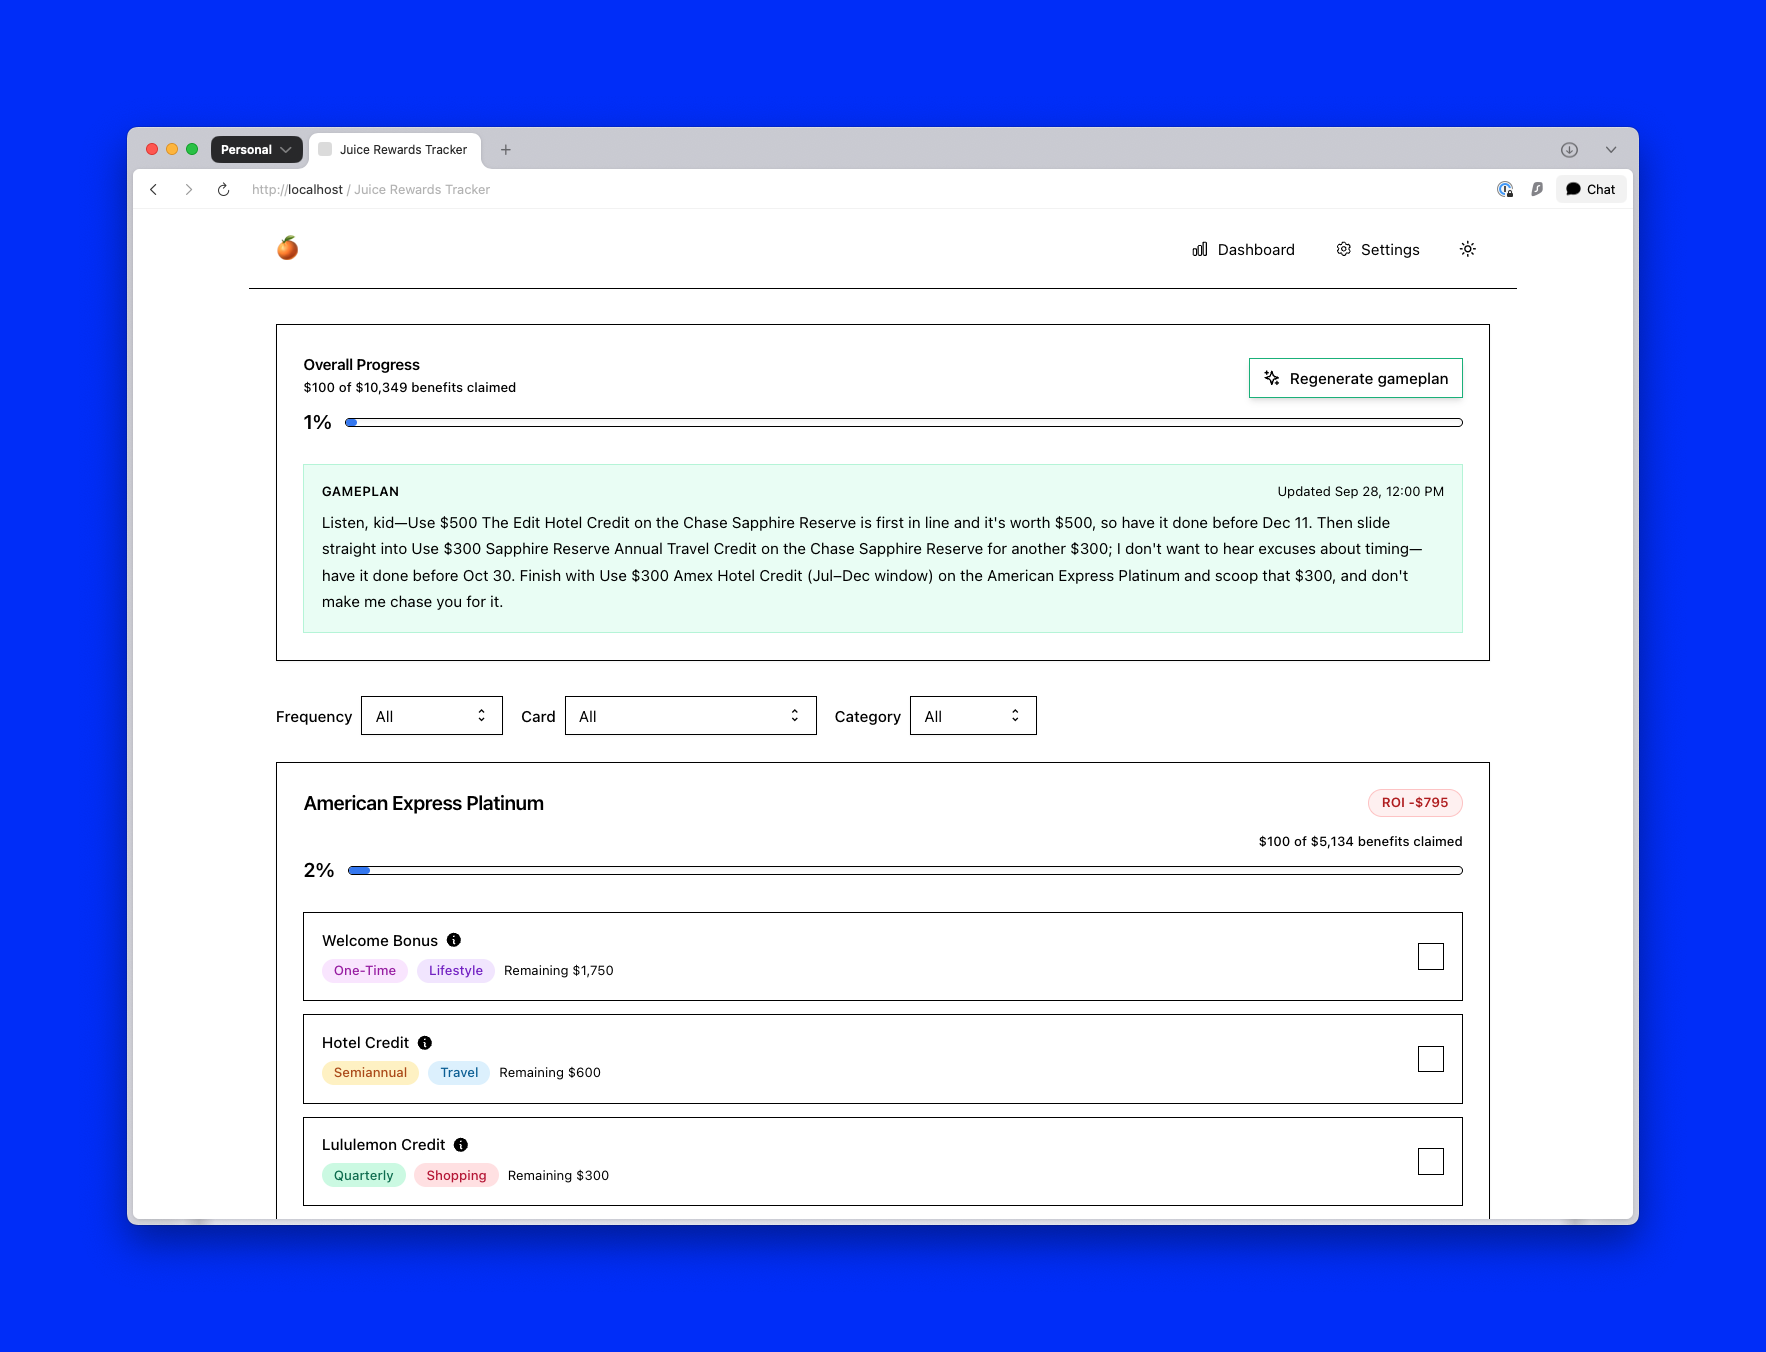 Personal
Juice Rewards Tracker
http://localhost / Juice Rewards Tracker
Chat
Dashboard
Settings
Overall Progress
$100 of $10,349 benefits claimed
Regenerate gameplan
1%
GAMEPLAN
Updated Sep 28, 12:00 PM
Listen, kid—Use $500 The Edit Hotel Credit on the Chase Sapphire Reserve is first in line and it's worth $500, so have it done before Dec 11. Then slide
straight into Use $300 Sapphire Reserve Annual Travel Credit on the Chase Sapphire Reserve for another $300; I don't want to hear excuses about timing—
have it done before Oct 30. Finish with Use $300 Amex Hotel Credit (Jul–Dec window) on the American Express Platinum and scoop that $300, and don't
make me chase you for it.
Frequency All Card All Category All
American Express Platinum
ROI -$795
$100 of $5,134 benefits claimed
2%
Welcome Bonus
One-Time Lifestyle Remaining $1,750
Hotel Credit
Semiannual Travel Remaining $600
Lululemon Credit
Quarterly Shopping Remaining $300